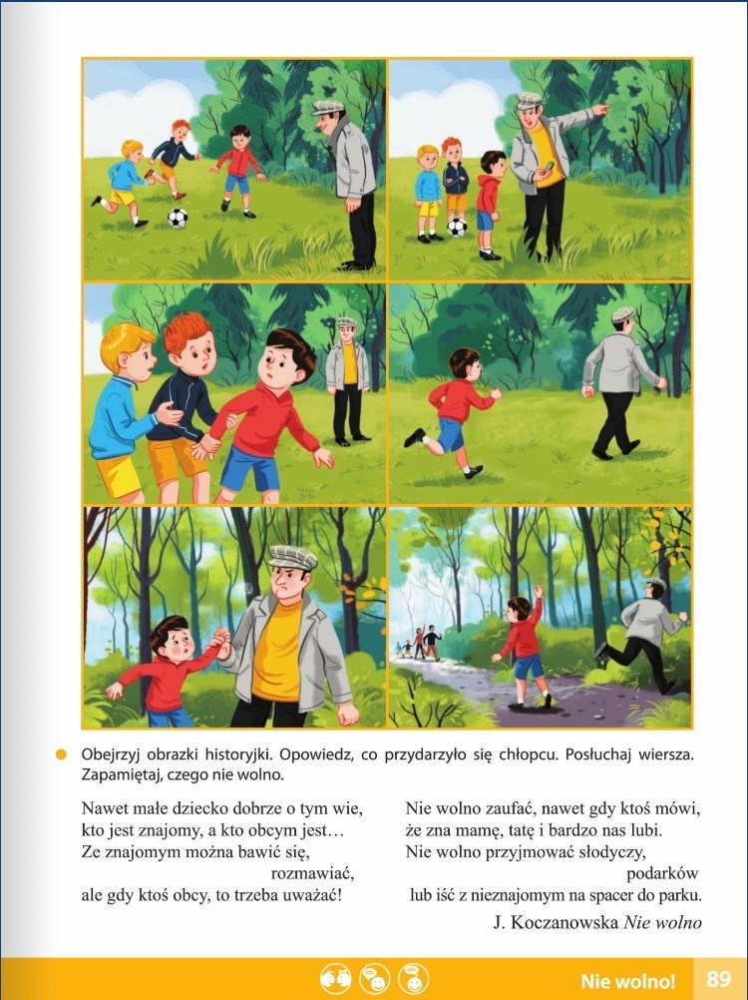 Obejrzyj obrazki historyjki. Opowiedz, co przydarzyło się chłopcu. Posłuchaj wiersza.
Zapamiętaj, czego nie wolno.
Nawet małe dziecko dobrze o tym wie,
kto jest znajomy, a kto obcym jest…
Ze znajomym można bawić się,
rozmawiać,
ale gdy ktoś obcy, to trzeba uważać!
Nie wolno zaufać, nawet gdy ktoś mówi,
że zna mamę, tatę i bardzo nas lubi.
Nie wolno przyjmować słodyczy,
podarków
lub iść z nieznajomym na spacer do parku.
J. Koczanowska Nie wolno
Nie wolno! 89